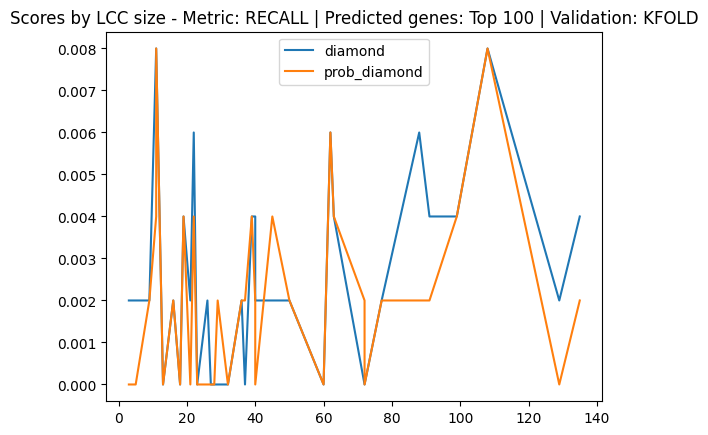 Scores by LCC size - Metric: RECALL | Predicted genes: Top 100 | Validation: KFOLD
diamond
prob_diamond
0.008
0.007
0.006
0.005
0.004
0.003
0.002
0.001
0.000
0 20 40 60 80 100 120 140